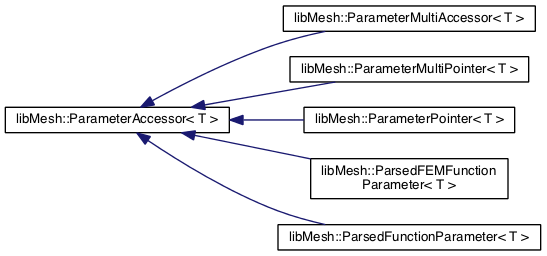 libMesh::ParameterMultiAccessor< T >
libMesh::ParameterMultiPointer< T >
libMesh::ParameterAccessor< T >
libMesh::ParameterPointer< T >
libMesh::ParsedFEMFunction
Parameter< T >
libMesh::ParsedFunctionParameter< T >